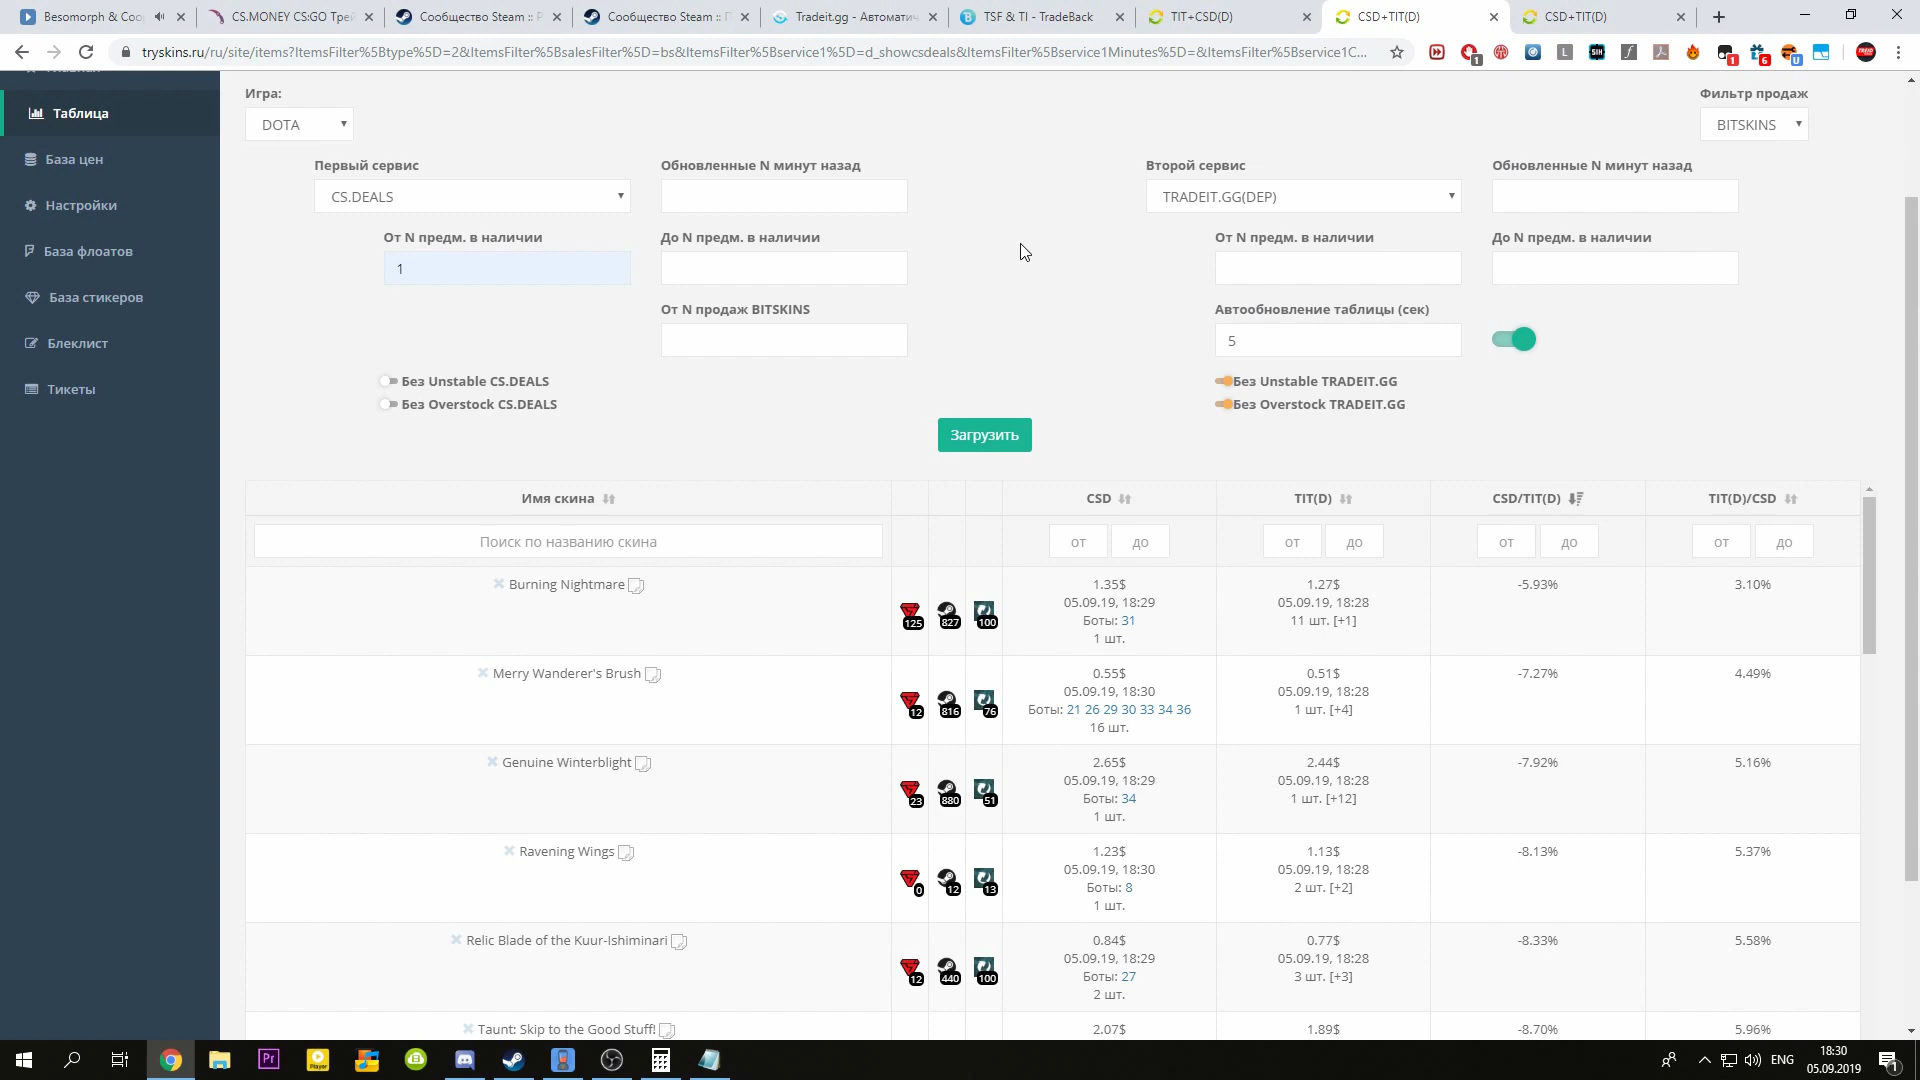 Besomorph & Coop
CS.MONEY CS:GO Трей
Сообщество Steam :: Р
Сообщество Steam :: П
Tradeit.gg - Автоматич
TSF & TI - TradeBack
TIT+CSD(D)
CSD+TIT(D)
CSD+TIT(D)
tryskins.ru/ru/site/items?ItemsFilter%5Btype%5D=2&ItemsFilter%5BsalesFilter%5D=bs&ItemsFilter%5Bservice1%5D=d_showcsdeals&ItemsFilter%5Bservice1Minutes%5D=&ItemsFilter%5Bservice1C...
Таблица
База цен
Настройки
База флоатов
База стикеров
Блеклист
Тикеты
Игра:
DOTA
Фильтр продаж
BITSKINS
Первый сервис
CS.DEALS
Обновленные N минут назад
Второй сервис
TRADEIT.GG(DEP)
Обновленные N минут назад
От N предм. в наличии
1
До N предм. в наличии
От N предм. в наличии
До N предм. в наличии
От N продаж BITSKINS
Автообновление таблицы (сек)
5
Без Unstable CS.DEALS
Без Overstock CS.DEALS
Без Unstable TRADEIT.GG
Без Overstock TRADEIT.GG
Загрузить
Имя скина CSD TIT(D) CSD/TIT(D) TIT(D)/CSD
Поиск по названию скина от до от до от до от до
Burning Nightmare
125 827 100
1.35$
05.09.19, 18:29
Боты: 31
1 шт.
1.27$
05.09.19, 18:28
11 шт. [+1]
-5.93%
3.10%
Merry Wanderer's Brush
12 816 76
0.55$
05.09.19, 18:30
Боты: 21 26 29 30 33 34 36
16 шт.
0.51$
05.09.19, 18:28
1 шт. [+4]
-7.27%
4.49%
Genuine Winterblight
23 880 51
2.65$
05.09.19, 18:29
Боты: 34
1 шт.
2.44$
05.09.19, 18:28
1 шт. [+12]
-7.92%
5.16%
Ravening Wings
0 12 13
1.23$
05.09.19, 18:30
Боты: 8
1 шт.
1.13$
05.09.19, 18:28
2 шт. [+2]
-8.13%
5.37%
Relic Blade of the Kuur-Ishiminari
12 440 100
0.84$
05.09.19, 18:29
Боты: 27
2 шт.
0.77$
05.09.19, 18:28
3 шт. [+3]
-8.33%
5.58%
Taunt: Skip to the Good Stuff!
2.07$
1.89$
-8.70%
5.96%
ENG
18:30
05.09.2019
1